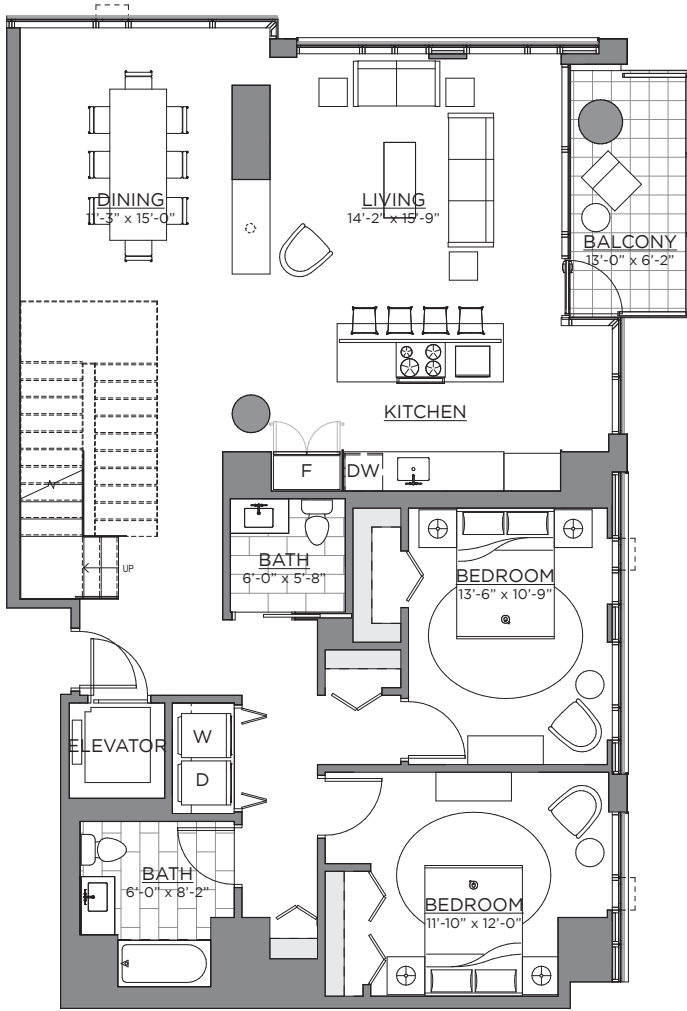 DINING
11'-3" x 15'-0"
LIVING
14'-2" x 15'-9"
BALCONY
13'-0" x 6'-2"
KITCHEN
F
DW
BATH
6'-0" x 5'-8"
BEDROOM
13'-6" x 10'-9"
UP
ELEVATOR
W
D
BATH
6'-0" x 8'-2"
BEDROOM
11'-10" x 12'-0"